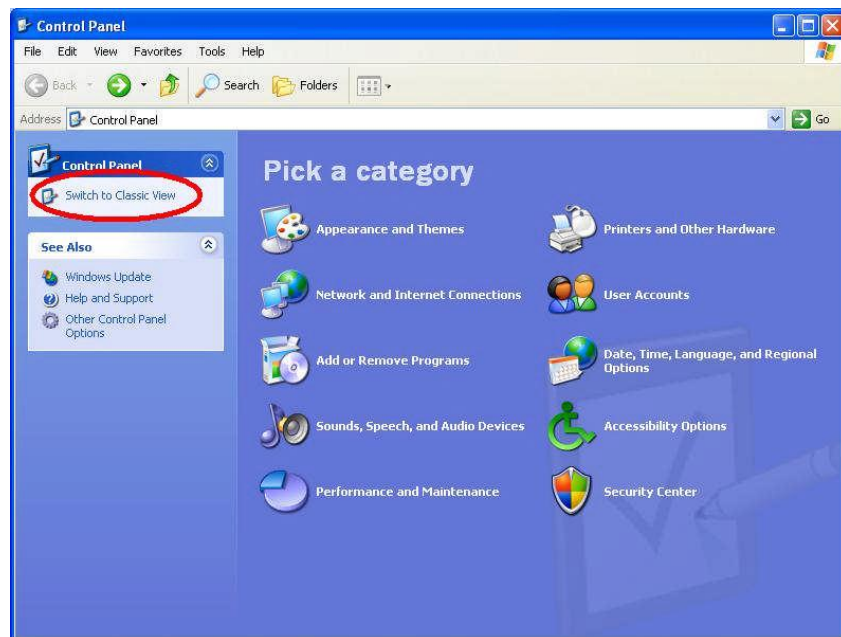 Control Panel
File Edit View Favorites Tools Help
Back Search Folders
Address Control Panel Go
Control Panel
Switch to Classic View
See Also
Windows Update
Help and Support
Other Control Panel
Options
Pick a category
Appearance and Themes
Printers and Other Hardware
Network and Internet Connections
User Accounts
Add or Remove Programs
Date, Time, Language, and Regional
Options
Sounds, Speech, and Audio Devices
Accessibility Options
Performance and Maintenance
Security Center